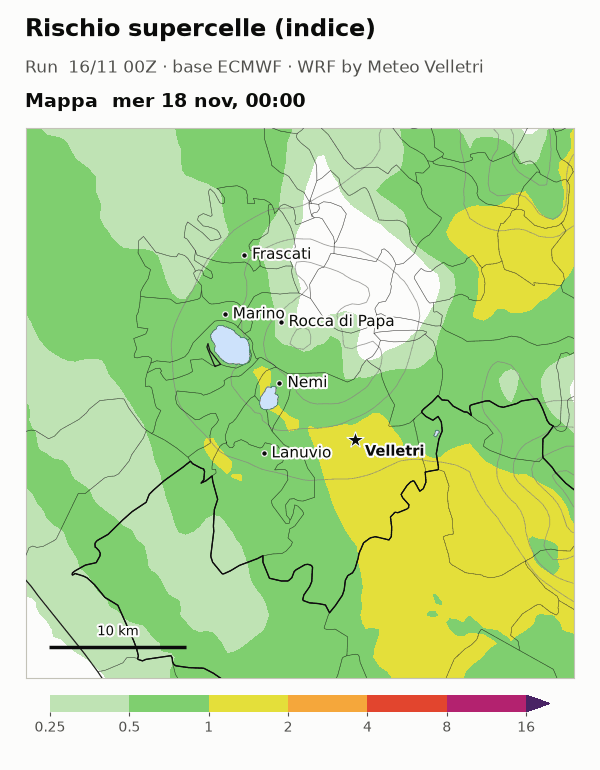 Rischio supercelle (indice)
Run  16/11 00Z · base ECMWF · WRF by Meteo Velletri
Mappa  mer 18 nov, 00:00
Frascati
Marino
Rocca di Papa
Nemi
Velletri
Lanuvio
10 km
0.25 0.5 1 2 4 8 16